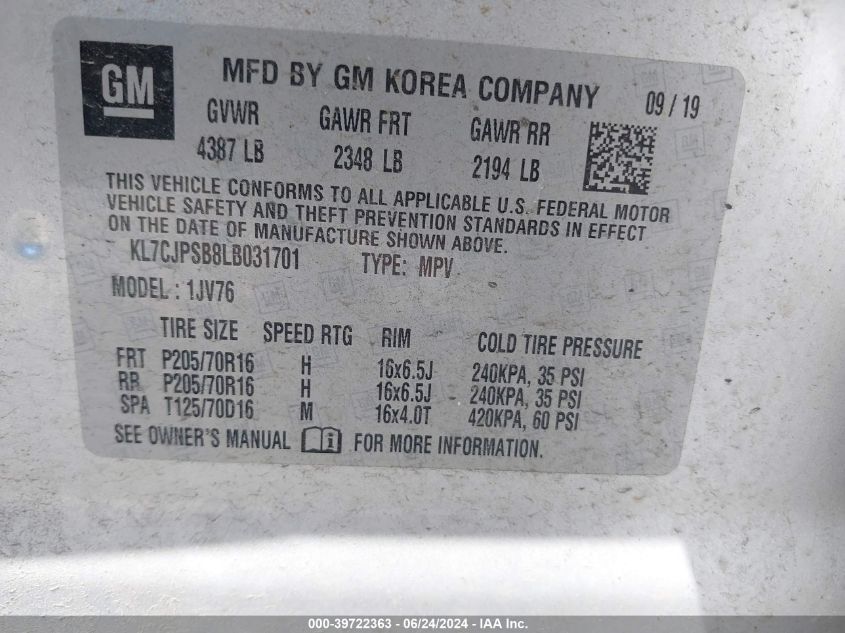 GM
MFD BY GM KOREA COMPANY 09 / 19
GVWR GAWR FRT GAWR RR
4387 LB 2348 LB 2194 LB
THIS VEHICLE CONFORMS TO ALL APPLICABLE U.S. FEDERAL MOTOR
VEHICLE SAFETY AND THEFT PREVENTION STANDARDS IN EFFECT
ON THE DATE OF MANUFACTURE SHOWN ABOVE.
KL7CJPSB8LB031701 TYPE: MPV
MODEL : 1JV76
TIRE SIZE SPEED RTG RIM COLD TIRE PRESSURE
FRT P205/70R16 H 16x6.5J 240KPA, 35 PSI
RR P205/70R16 H 16x6.5J 240KPA, 35 PSI
SPA T125/70D16 M 16x4.0T 420KPA, 60 PSI
SEE OWNER'S MANUAL i FOR MORE INFORMATION.
000-39722363 - 06/24/2024 - IAA Inc.